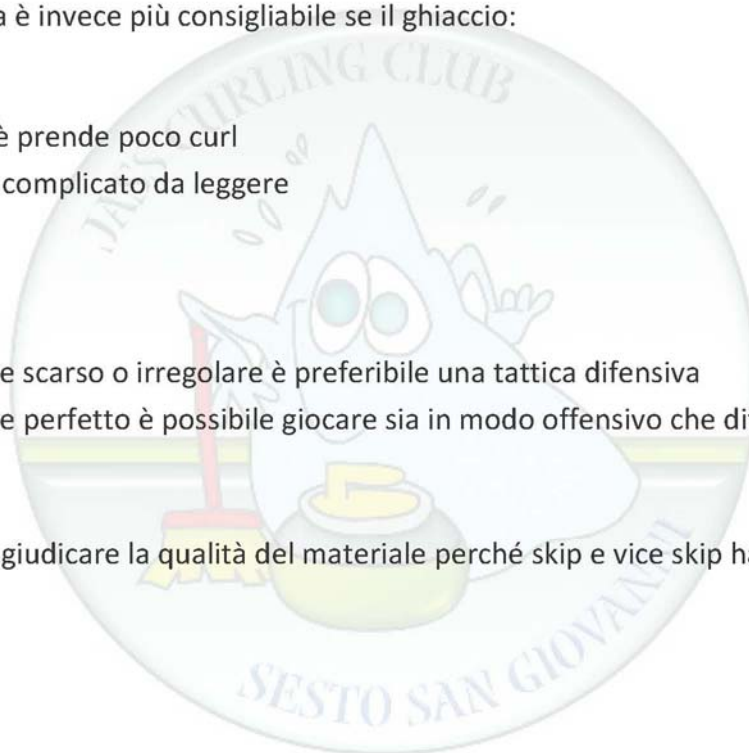 a è invece più consigliabile se il ghiaccio:
JASS CURLING CLUB
è prende poco curl
complicato da leggere
e scarso o irregolare è preferibile una tattica difensiva
e perfetto è possibile giocare sia in modo offensivo che di
giudicare la qualità del materiale perché skip e vice skip ha
SESTO SAN GIOVANNI